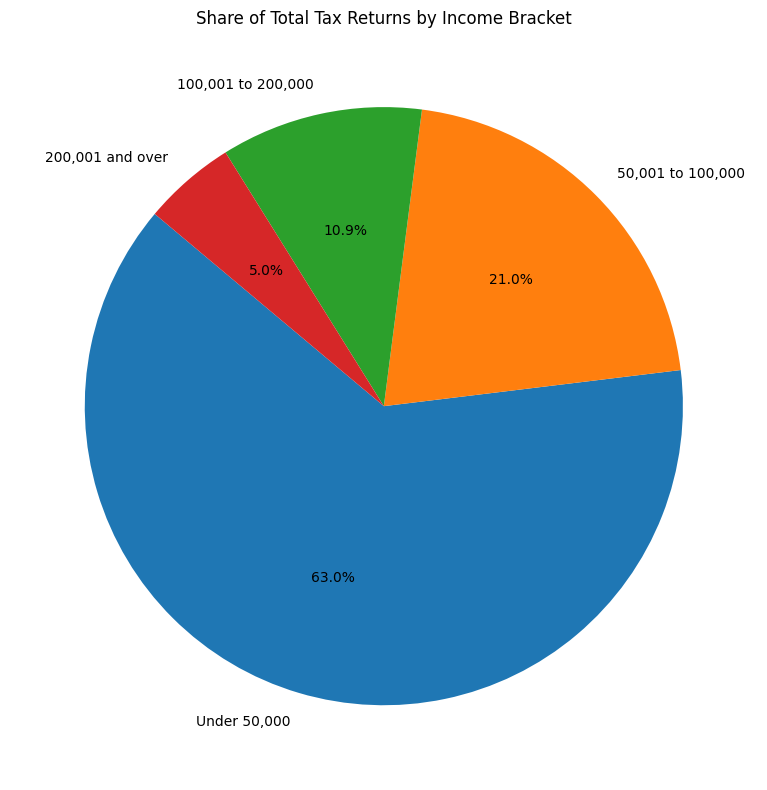 Share of Total Tax Returns by Income Bracket
100,001 to 200,000
200,001 and over
50,001 to 100,000
10.9%
5.0%
21.0%
63.0%
Under 50,000